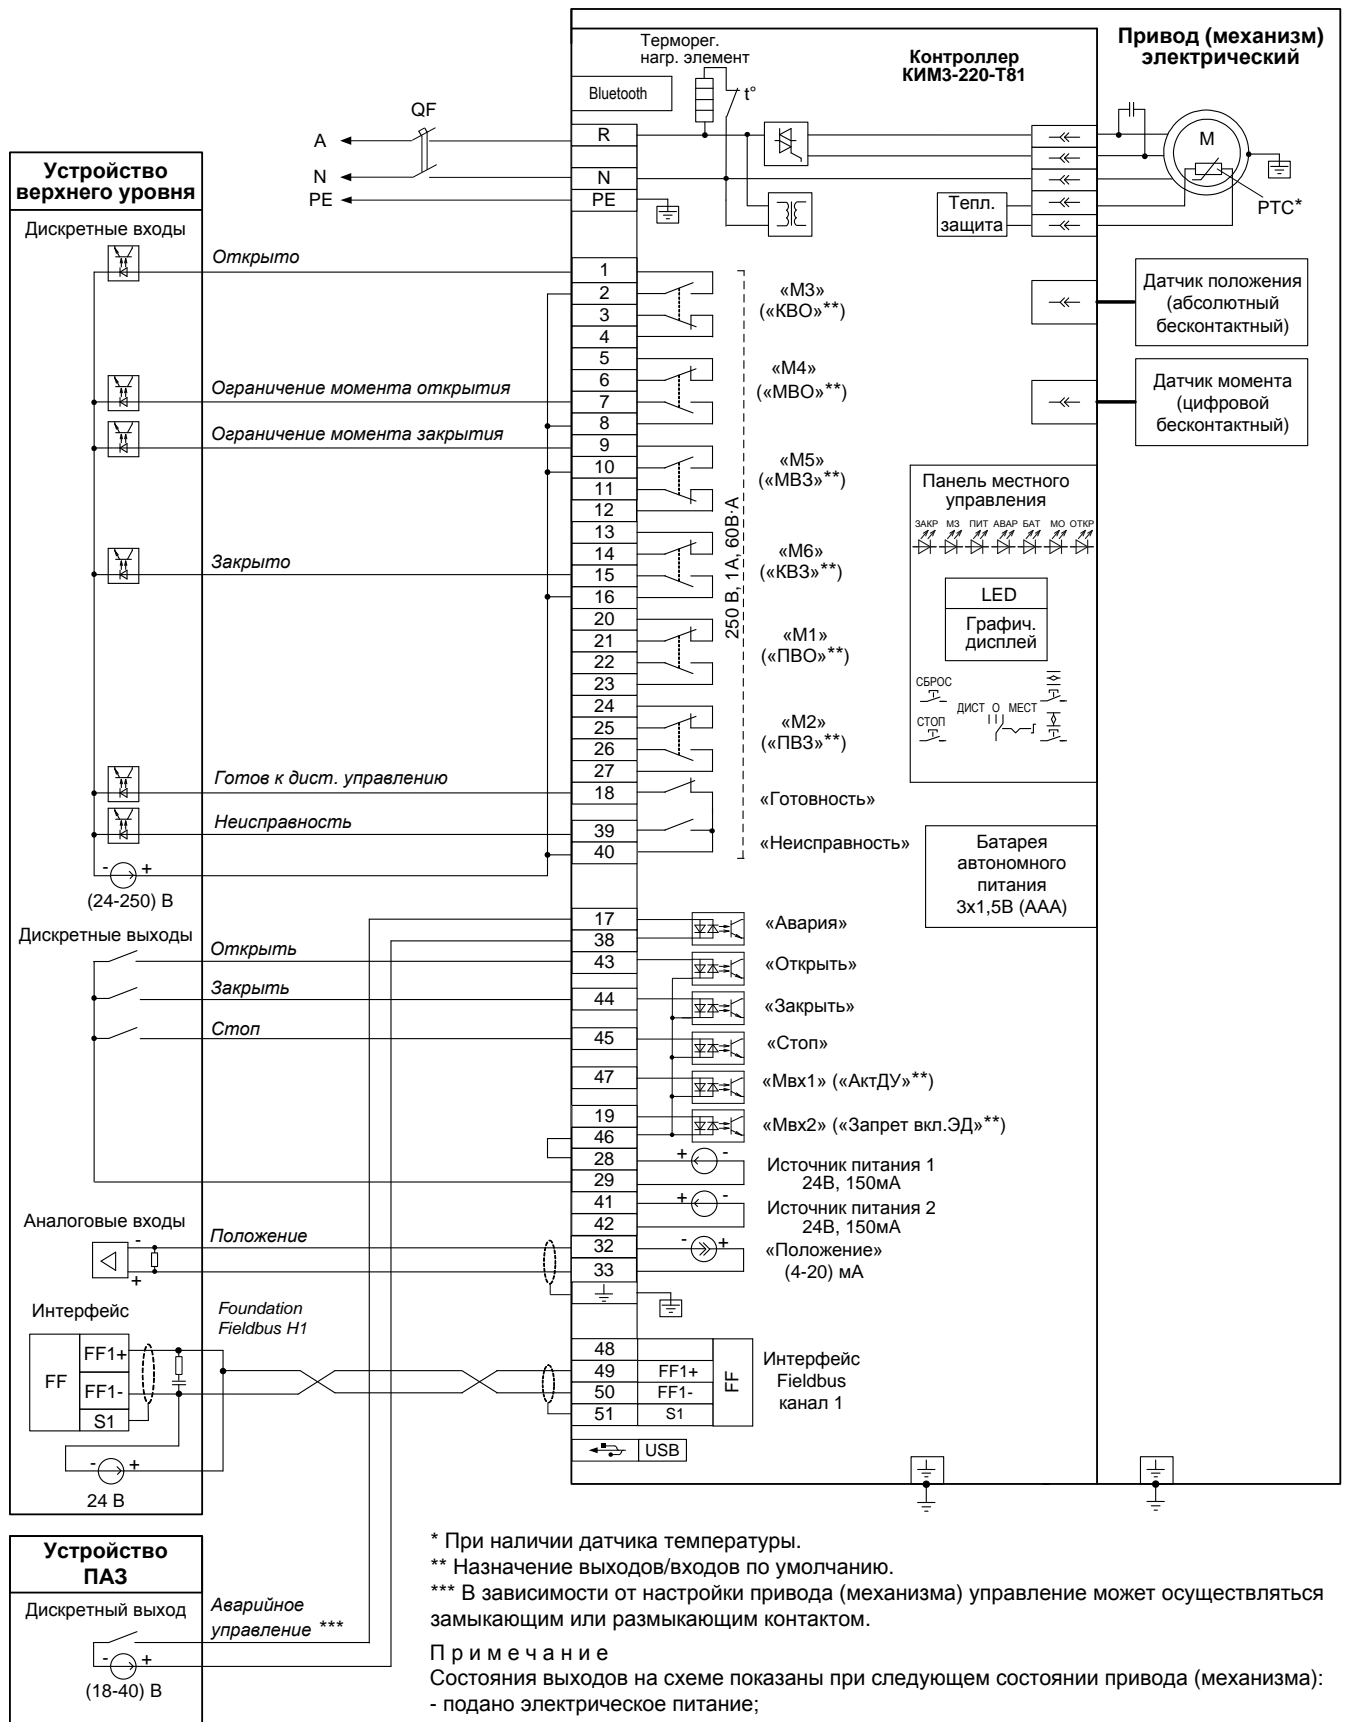 Привод (механизм)
электрический
Контроллер
КИМ3-220-Т81
Терморег.
нагр. элемент
t°
Bluetooth
QF
A
N
PE
R
N
PE
M
PTC*
Тепл.
защита
Устройство
верхнего уровня
Дискретные входы
Открыто
1
2
3
4
«М3»
(«КВО»**)
Датчик положения
(абсолютный
бесконтактный)
5
6
7
8
«М4»
(«МВО»**)
Ограничение момента открытия
Датчик момента
(цифровой
бесконтактный)
Ограничение момента закрытия
9
10
11
12
«М5»
(«МВЗ»**)
13
14
15
16
«М6»
(«КВЗ»**)
Закрыто
250 В, 1А, 60В·А
20
21
22
23
«М1»
(«ПВО»**)
24
25
26
27
«М2»
(«ПВЗ»**)
Панель местного
управления
ЗАКР МЗ ПИТ АВАР БАТ МО ОТКР
LED
Графич.
дисплей
СБРОС
СТОП
ДИСТ О МЕСТ
Готов к дист. управлению
18
«Готовность»
Неисправность
39
40
«Неисправность»
- +
(24-250) В
Батарея
автономного
питания
3х1,5В (ААА)
Дискретные выходы
17
38
«Авария»
Открыть
43
«Открыть»
Закрыть
44
«Закрыть»
Стоп
45
«Стоп»
47
«Мвх1» («АктДУ»**)
19
46
«Мвх2» («Запрет вкл.ЭД»**)
28
29
+ -
Источник питания 1
24В, 150мА
41
42
+ -
Источник питания 2
24В, 150мА
Аналоговые входы
-
+
Положение
32
33
- +
«Положение»
(4-20) мА
Интерфейс
FF
FF1+
FF1-
S1
Foundation
Fieldbus H1
48
49 FF1+
50 FF1-
51 S1
FF
Интерфейс
Fieldbus
канал 1
USB
- +
24 В
Устройство
ПАЗ
Дискретный выход
Аварийное
управление ***
- +
(18-40) В
* При наличии датчика температуры.
** Назначение выходов/входов по умолчанию.
*** В зависимости от настройки привода (механизма) управление может осуществляться
замыкающим или размыкающим контактом.
П р и м е ч а н и е
Состояния выходов на схеме показаны при следующем состоянии привода (механизма):
- подано электрическое питание;